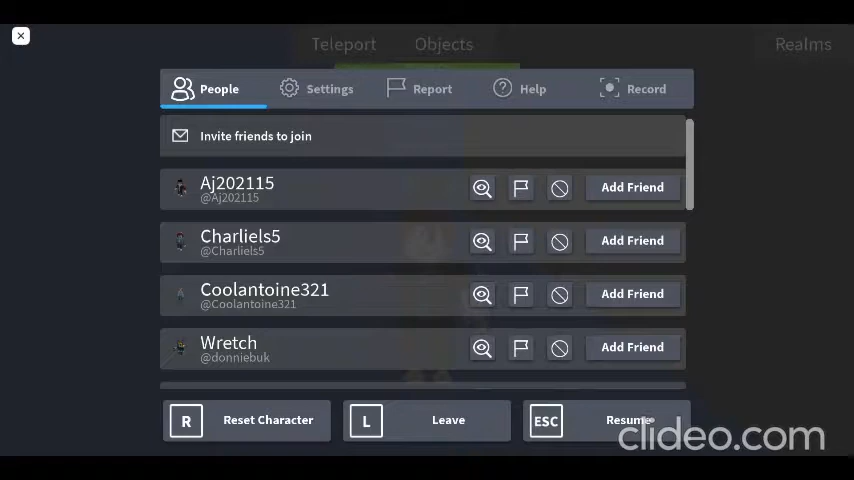 Teleport Objects Realms
People Settings Report Help Record
Invite friends to join
Aj202115
@Aj202115
Add Friend
Charliels5
@Charliels5
Add Friend
Coolantoine321
@Coolantoine321
Add Friend
Wretch
@donniebuk
Add Friend
R Reset Character L Leave ESC Resume
clideo.com